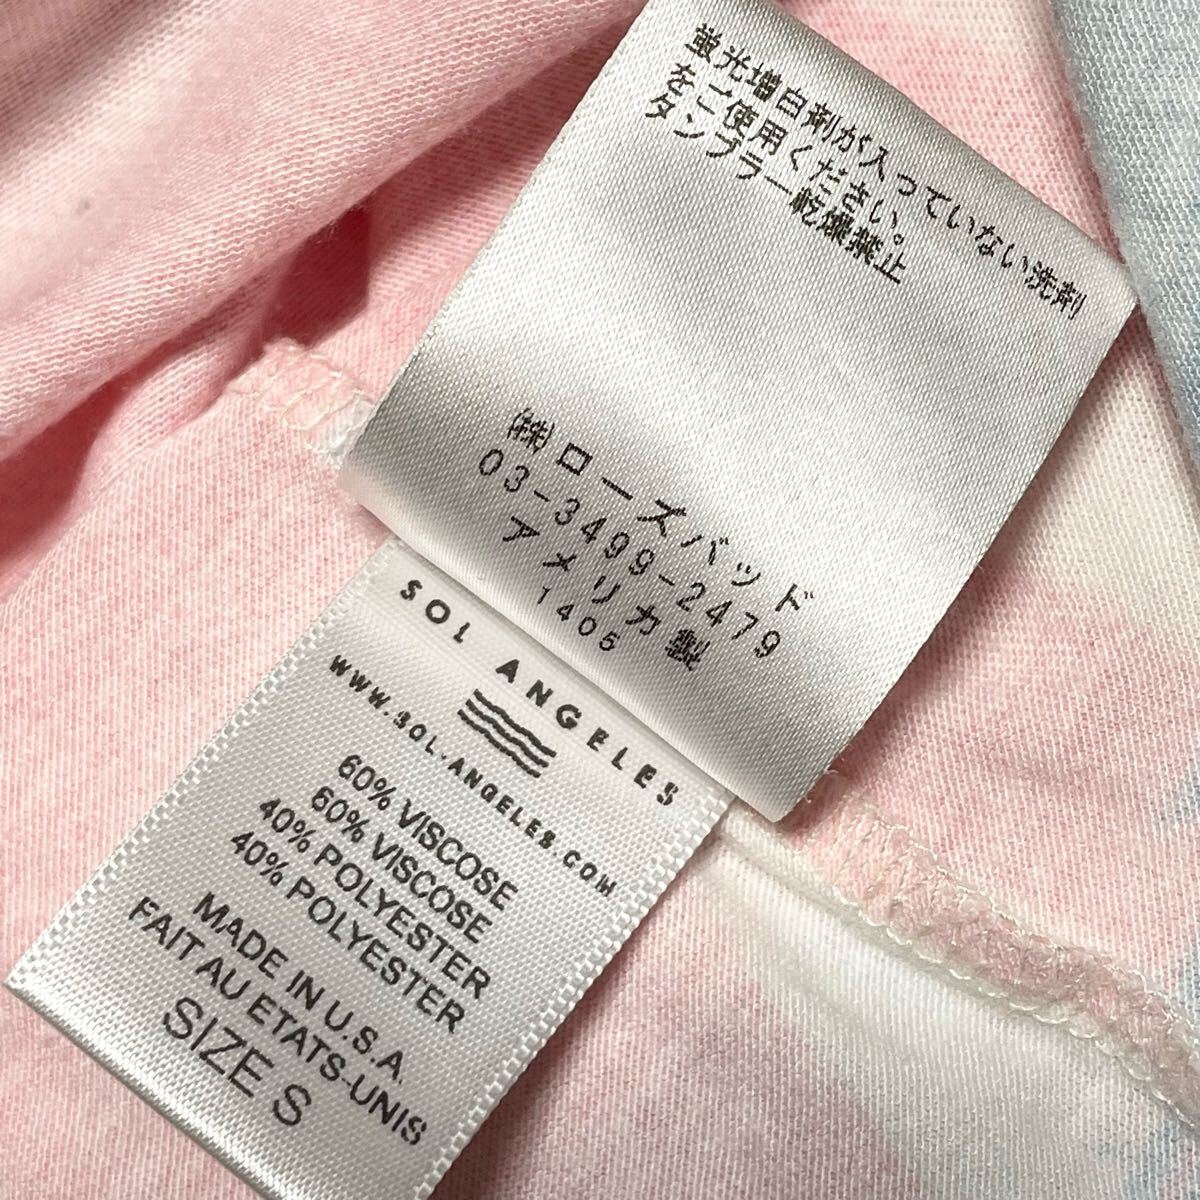 蛍光増白剤が入っていない洗剤
をご使用ください。
タンブラー乾燥禁止
㈱ローズバッド
03-3499-2479
アメリカ製
1405
SOL ANGELES
WWW.SOL-ANGELES.COM
60% VISCOSE
60% VISCOSE
40% POLYESTER
40% POLYESTER
MADE IN U.S.A.
FAIT AU ETATS-UNIS
SIZE S